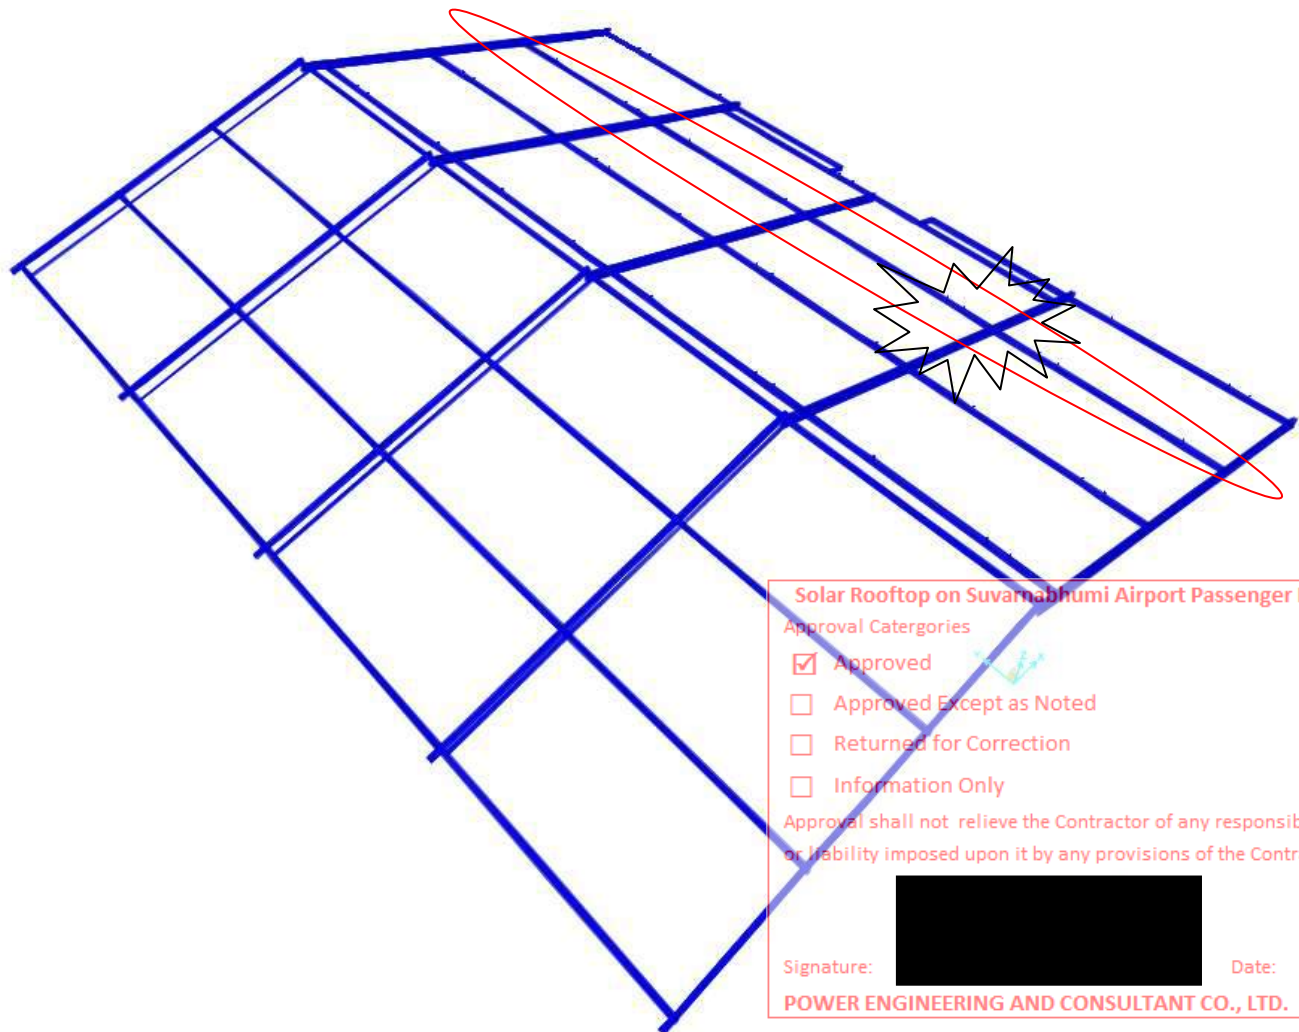 Solar Rooftop on Suvarnabhumi Airport Passenger
Approval Catergories
Approved
Approved Except as Noted
Returned for Correction
Information Only
Approval shall not relieve the Contractor of any
or liability imposed upon it by any provisions of the
Signature:
Date:
POWER ENGINEERING AND CONSULTANT CO., LTD.